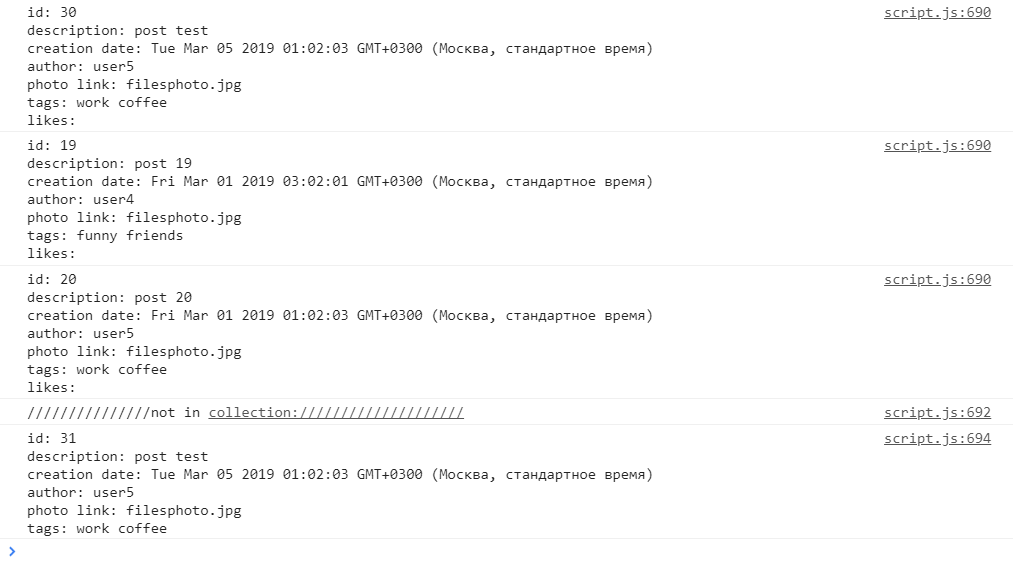 id: 30 script.js:690
description: post test
creation date: Tue Mar 05 2019 01:02:03 GMT+0300 (Москва, стандартное время)
author: user5
photo link: filesphoto.jpg
tags: work coffee
likes:
id: 19 script.js:690
description: post 19
creation date: Fri Mar 01 2019 03:02:01 GMT+0300 (Москва, стандартное время)
author: user4
photo link: filesphoto.jpg
tags: funny friends
likes:
id: 20 script.js:690
description: post 20
creation date: Fri Mar 01 2019 01:02:03 GMT+0300 (Москва, стандартное время)
author: user5
photo link: filesphoto.jpg
tags: work coffee
likes:
///////////////not in collection://///////////////////// script.js:692
id: 31 script.js:694
description: post test
creation date: Tue Mar 05 2019 01:02:03 GMT+0300 (Москва, стандартное время)
author: user5
photo link: filesphoto.jpg
tags: work coffee